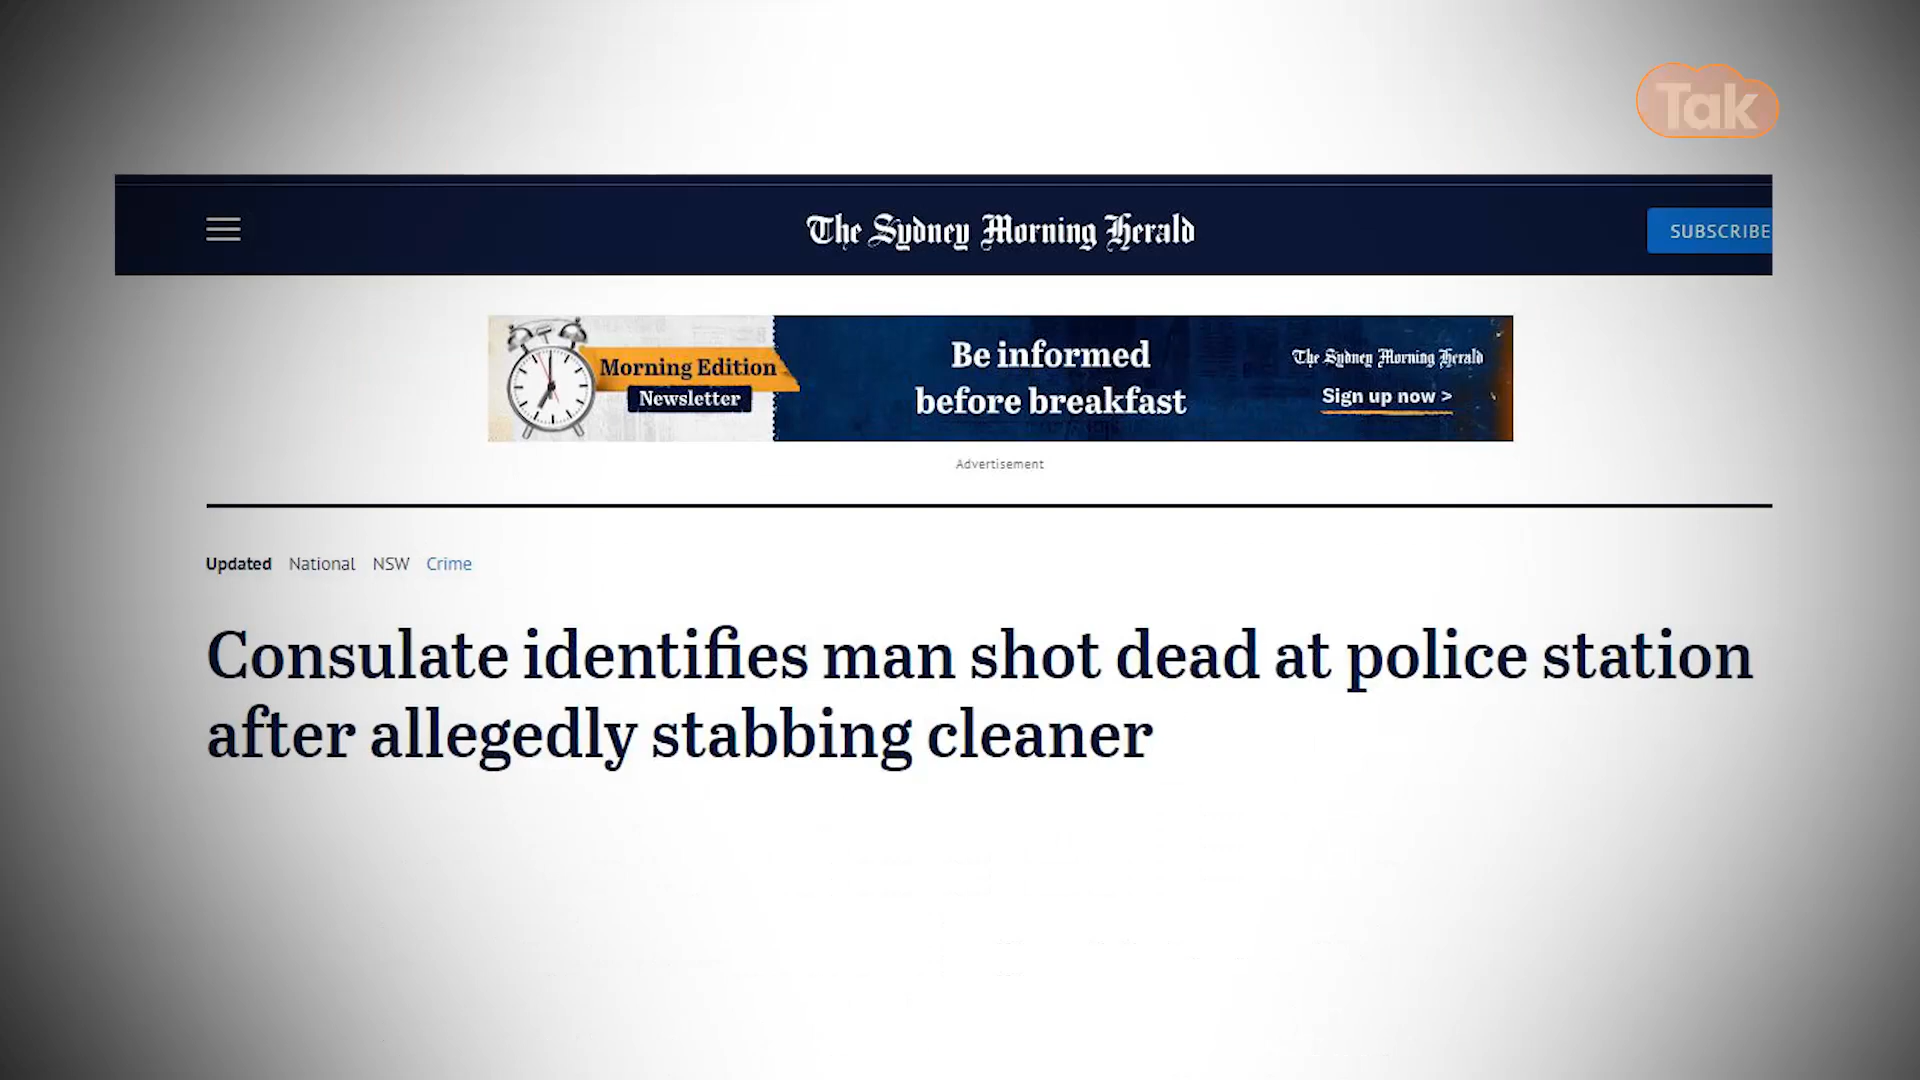 Tak
The Sydney Morning Herald
SUBSCRIBE
Morning Edition
Newsletter
Be informed
before breakfast
The Sydney Morning Herald
Sign up now >
Advertisement
Updated National NSW Crime
Consulate identifies man shot dead at police station
after allegedly stabbing cleaner